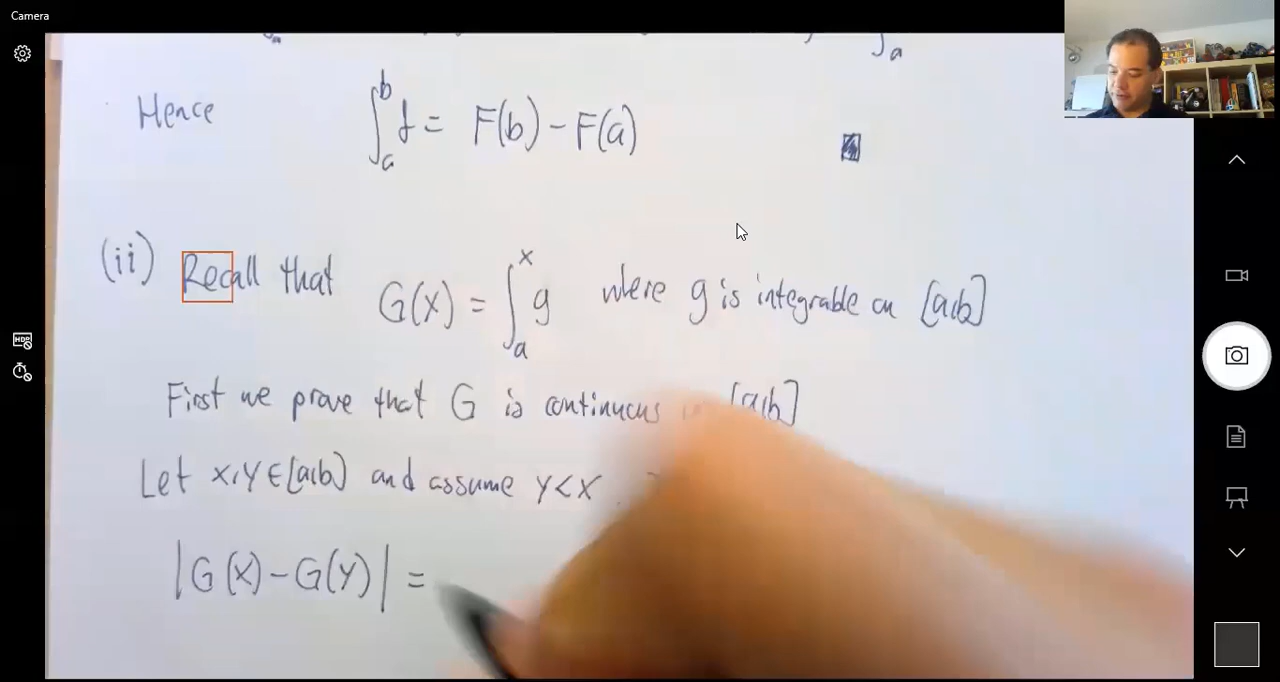 Camera
Hence ∫_a^b f = F(b) - F(a)
(ii) Recall that G(x) = ∫_a^x g where g is integrable on [a,b]
First we prove that G is continuous [a,b]
Let x,y ∈ [a,b] and assume y < x
|G(x) - G(y)| =